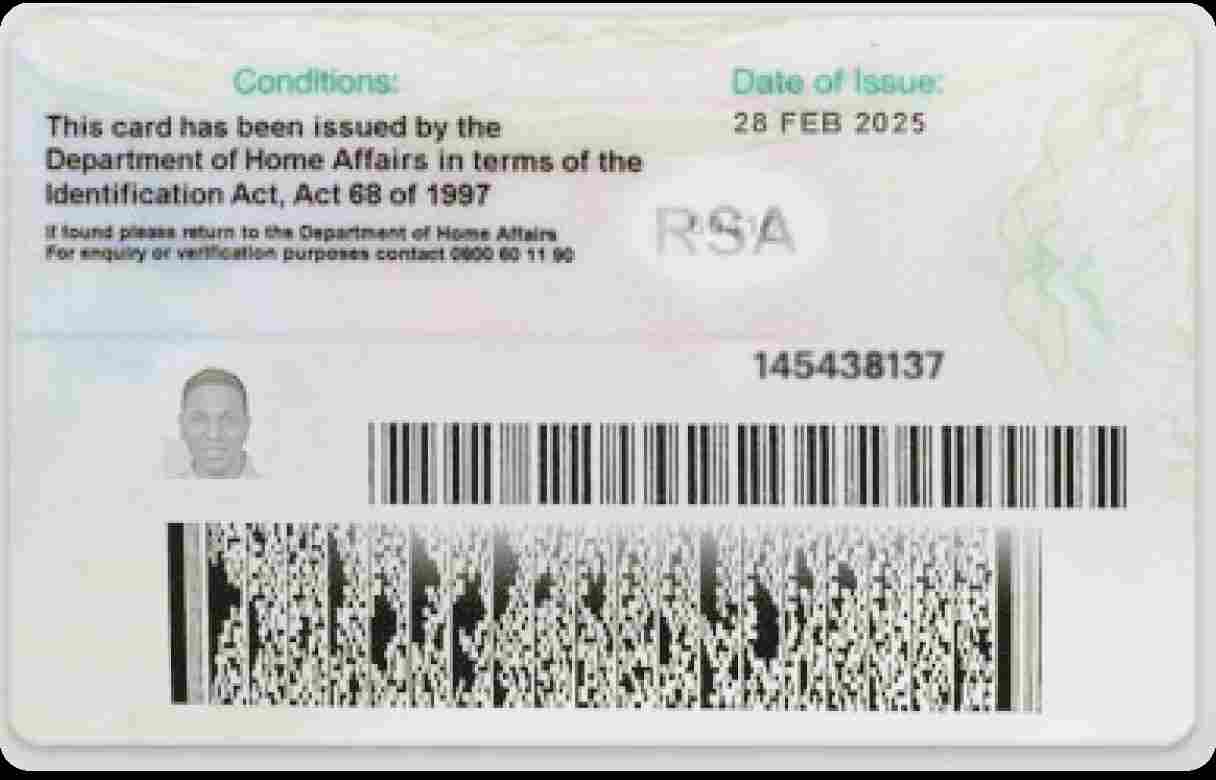 Conditions:
This card has been issued by the
Department of Home Affairs in terms of the
Identification Act, Act 68 of 1997
If found please return to the Department of Home Affairs
For enquiry or verification purposes contact 0800 60 11 90
Date of Issue:
28 FEB 2025
RSA
145438137